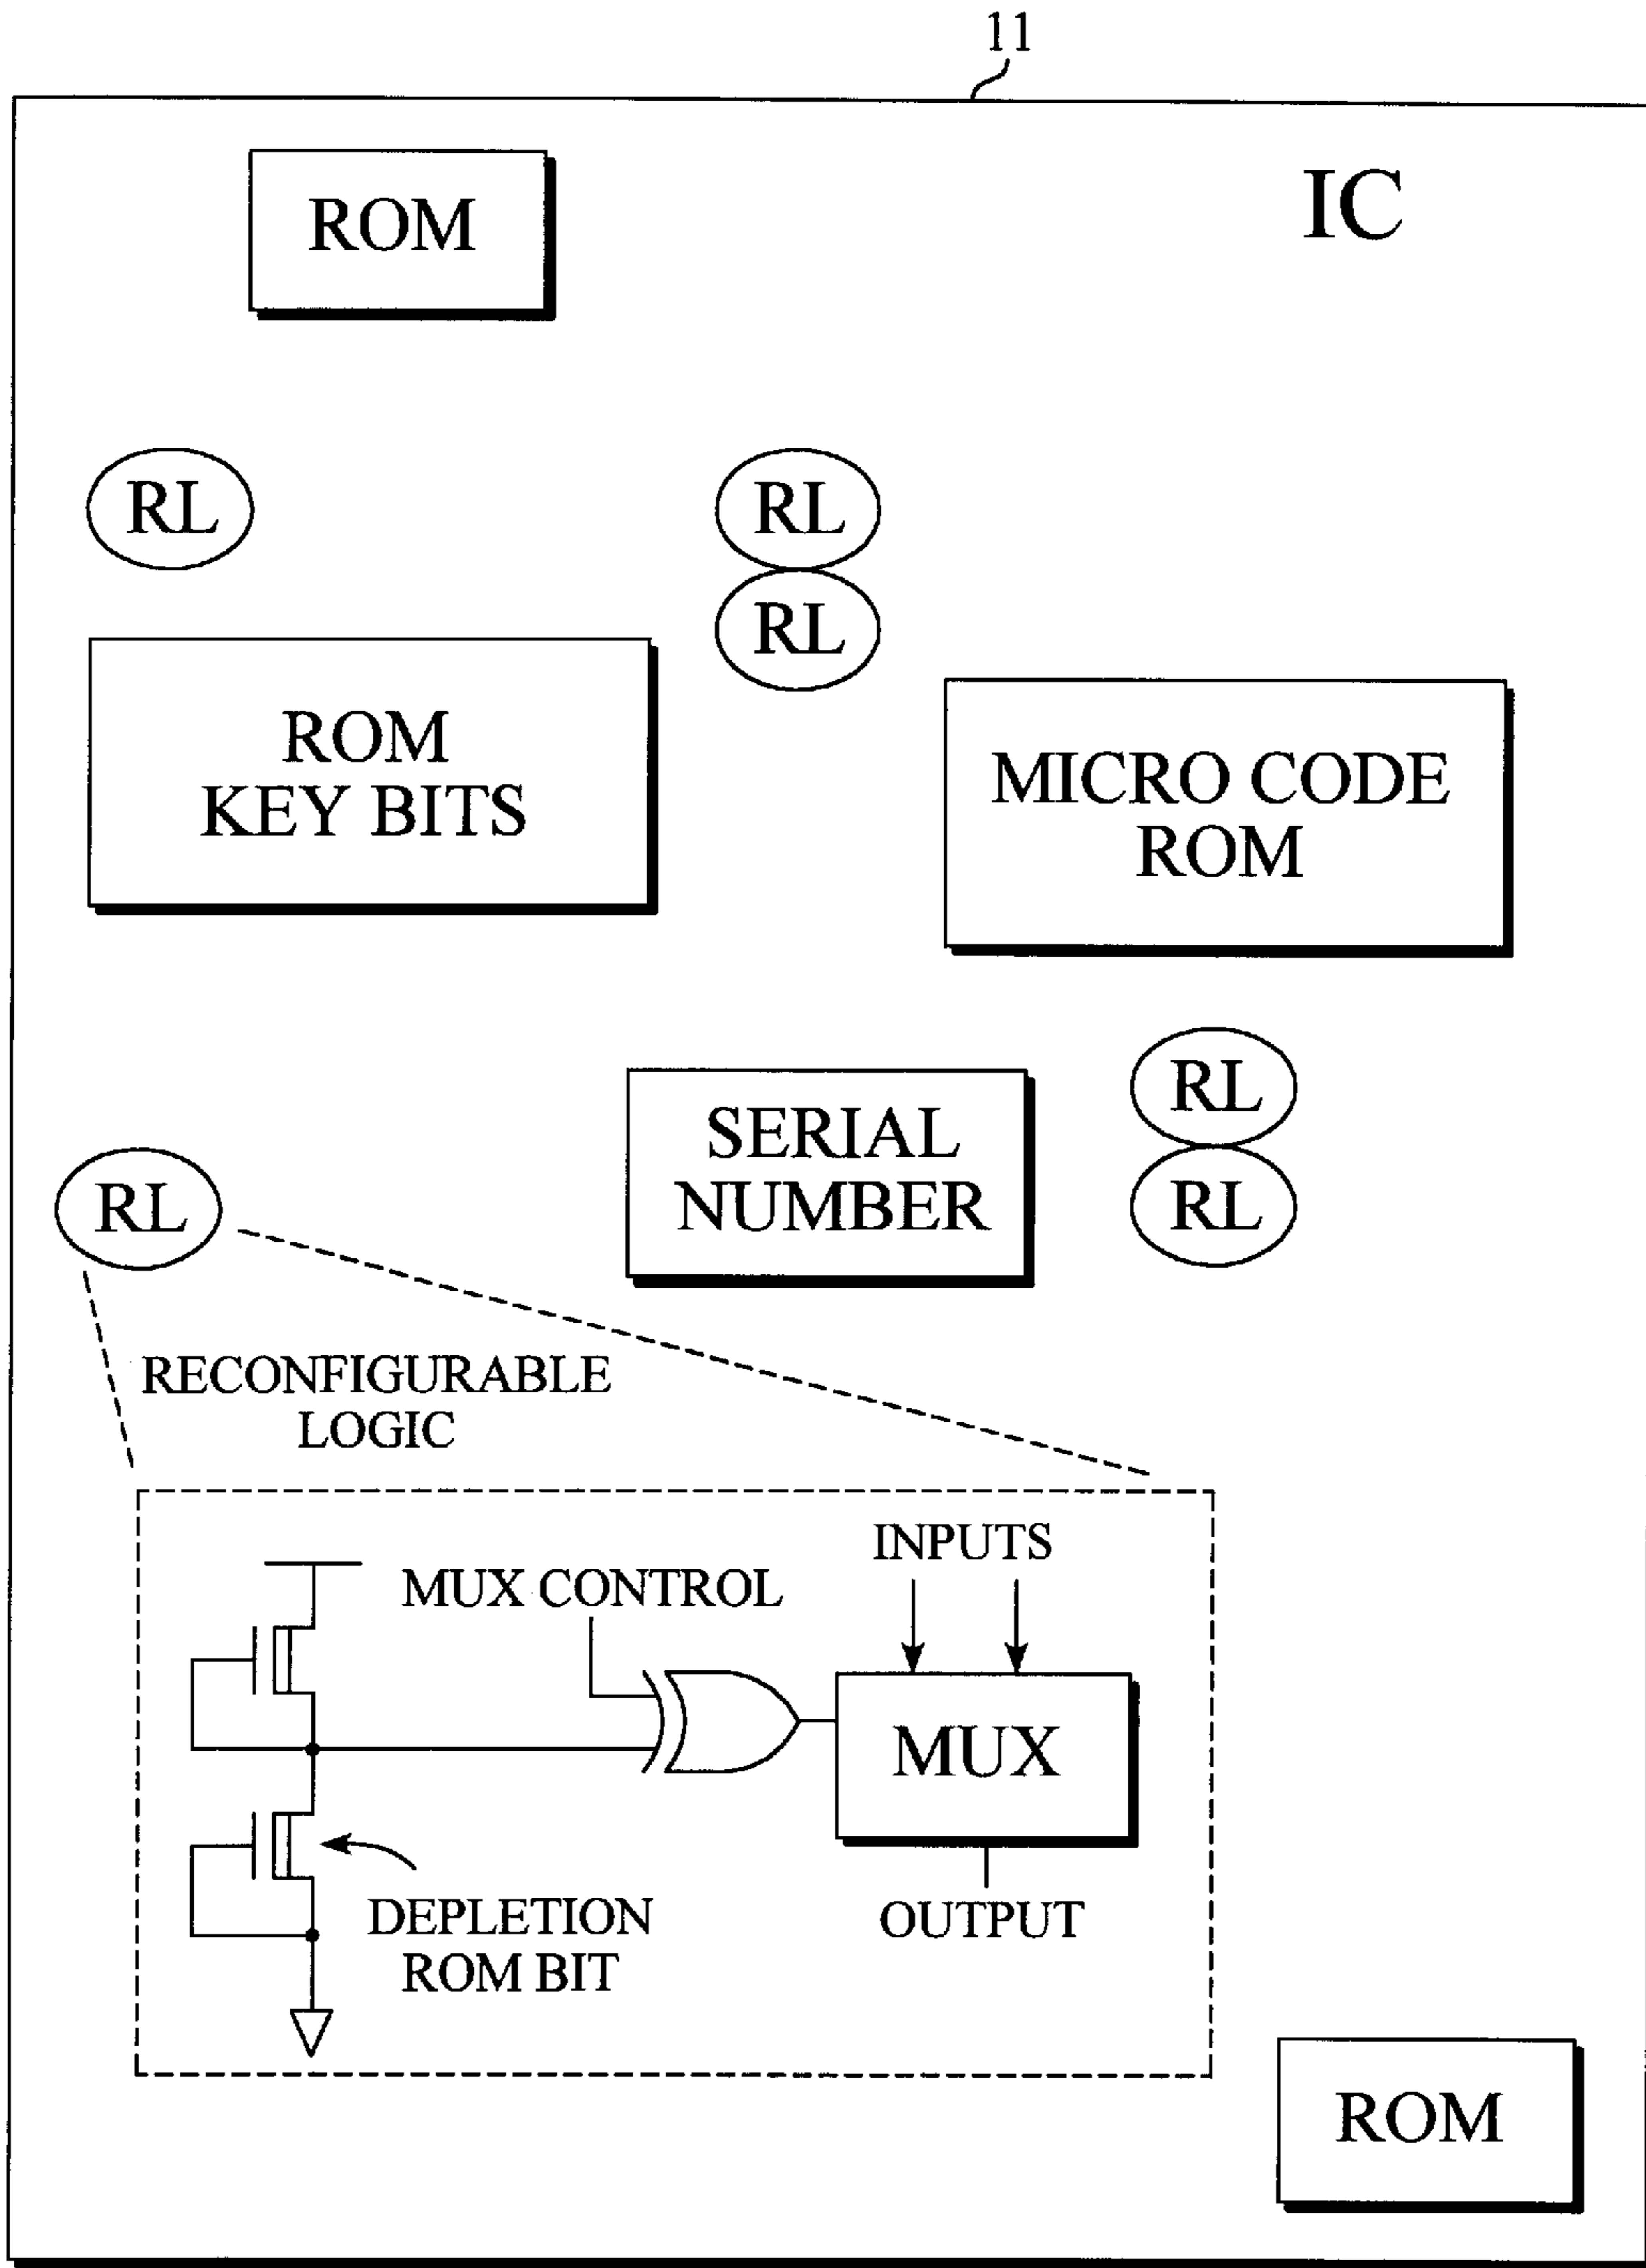 11
ROM
IC
RL
RL
RL
ROM
KEY BITS
MICRO CODE
ROM
RL
SERIAL
NUMBER
RL
RL
RECONFIGURABLE
LOGIC
INPUTS
MUX CONTROL
MUX
DEPLETION
ROM BIT
OUTPUT
ROM